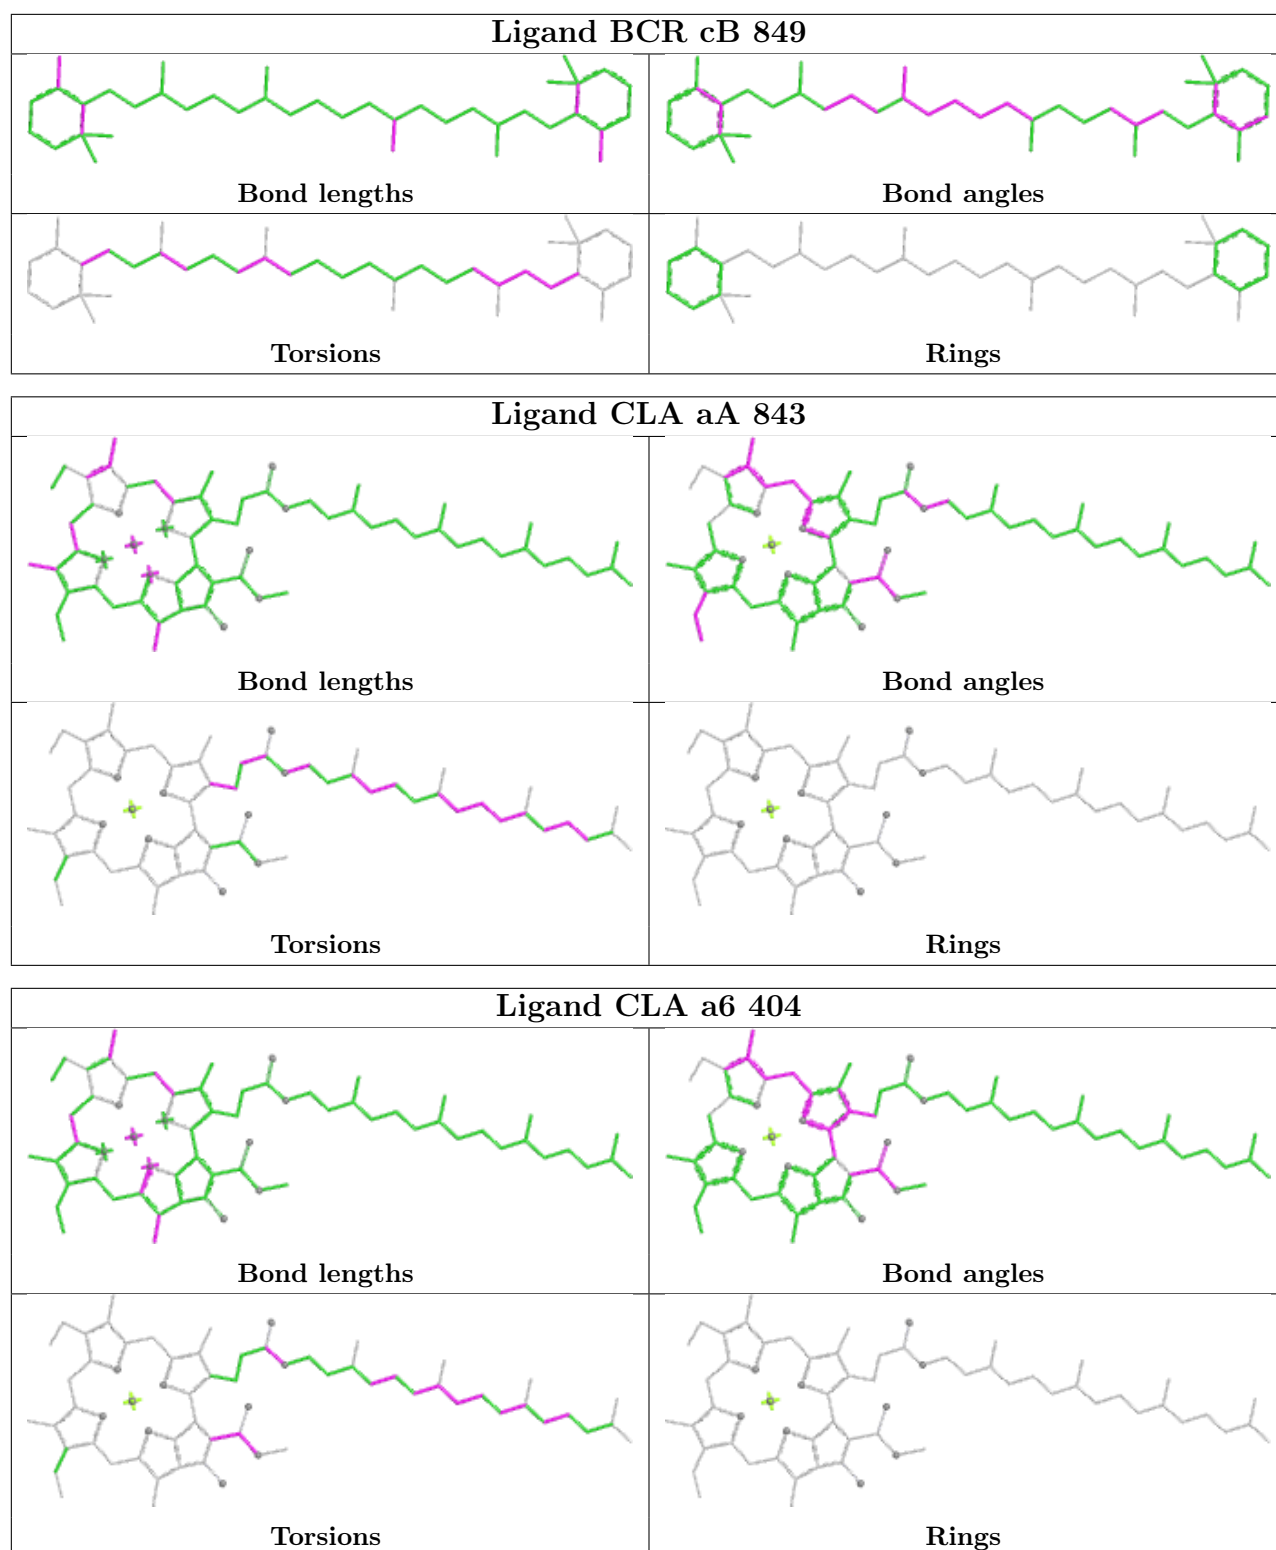 Ligand BCR cB 849
Bond lengths
Bond angles
Torsions
Rings
Ligand CLA aA 843
Bond lengths
Bond angles
Torsions
Rings
Ligand CLA a6 404
Bond lengths
Bond angles
Torsions
Rings